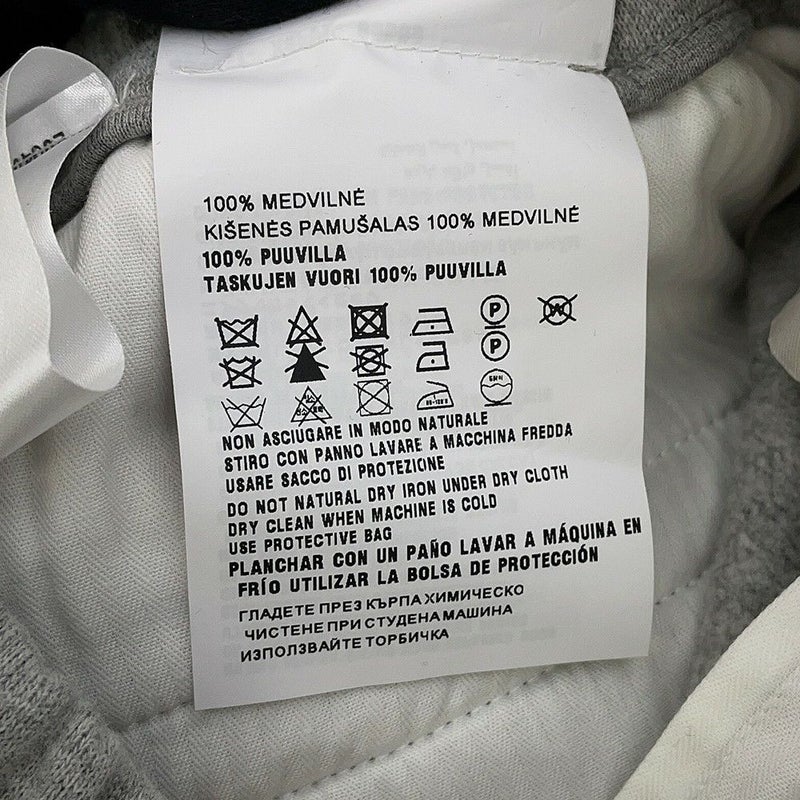 100% MEDVILNĖ
KIŠENĖS PAMUŠALAS 100% MEDVILNĖ
100% PUUVILLA
TASKUJEN VUORI 100% PUUVILLA
P W
P
NON ASCIUGARE IN MODO NATURALE
STIRO CON PANNO LAVARE A MACCHINA FREDDA
USARE SACCO DI PROTEZIONE
DO NOT NATURAL DRY IRON UNDER DRY CLOTH
DRY CLEAN WHEN MACHINE IS COLD
USE PROTECTIVE BAG
PLANCHAR CON UN PAÑO LAVAR A MÁQUINA EN
FRÍO UTILIZAR LA BOLSA DE PROTECCIÓN
ГЛАДЕТЕ ПРЕЗ КЪРПА ХИМИЧЕСКО
ЧИСТЕНЕ ПРИ СТУДЕНА МАШИНА
ИЗПОЛЗВАЙТЕ ТОРБИЧКА